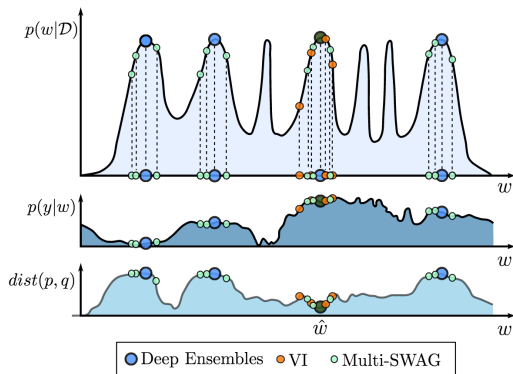 p(w|𝒟)
w
p(y|w)
w
dist(p, q)
ŵ
w
Deep Ensembles VI Multi-SWAG